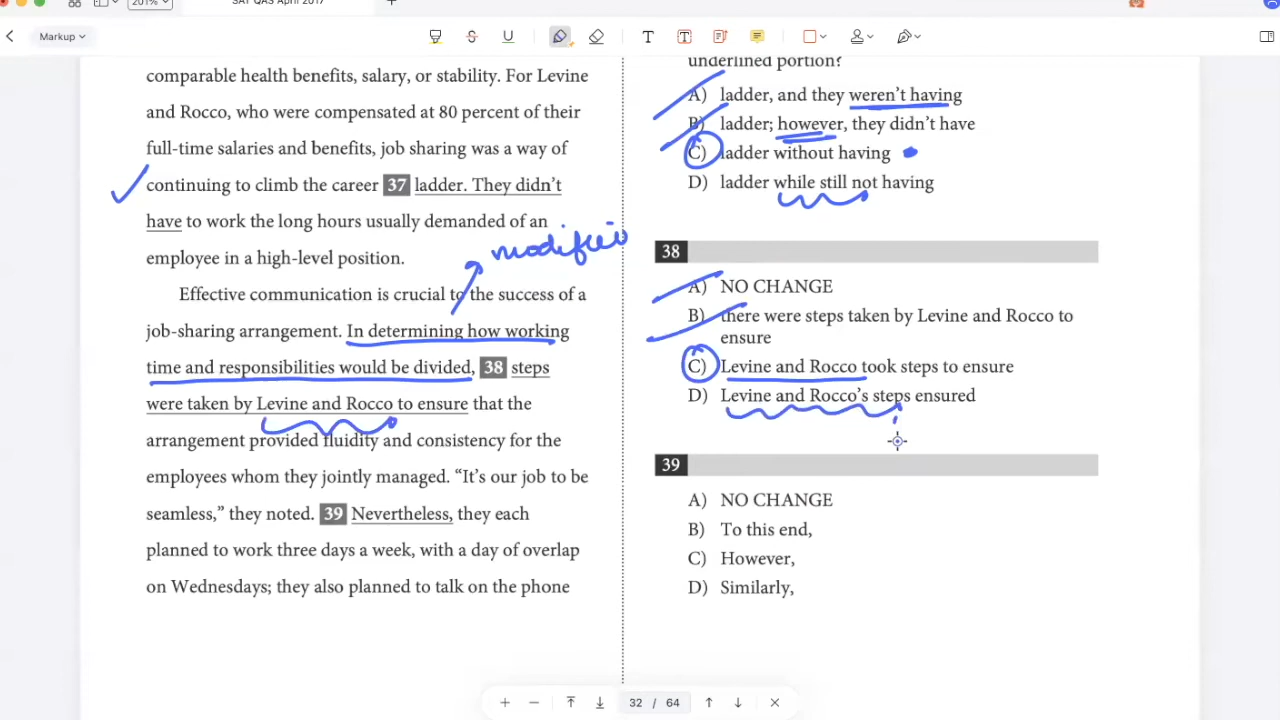 201%
SAT QAS April 2017
Markup
comparable health benefits, salary, or stability. For Levine
and Rocco, who were compensated at 80 percent of their
full-time salaries and benefits, job sharing was a way of
continuing to climb the career 37 ladder. They didn't
have to work the long hours usually demanded of an
employee in a high-level position.
modifier
Effective communication is crucial to the success of a
job-sharing arrangement. In determining how working
time and responsibilities would be divided, 38 steps
were taken by Levine and Rocco to ensure that the
arrangement provided fluidity and consistency for the
employees whom they jointly managed. “It's our job to be
seamless,” they noted. 39 Nevertheless, they each
planned to work three days a week, with a day of overlap
on Wednesdays; they also planned to talk on the phone
underlined portion?
A) ladder, and they weren't having
B) ladder; however, they didn't have
C) ladder without having
D) ladder while still not having
38
A) NO CHANGE
B) there were steps taken by Levine and Rocco to
ensure
C) Levine and Rocco took steps to ensure
D) Levine and Rocco's steps ensured
39
A) NO CHANGE
B) To this end,
C) However,
D) Similarly,
32 / 64